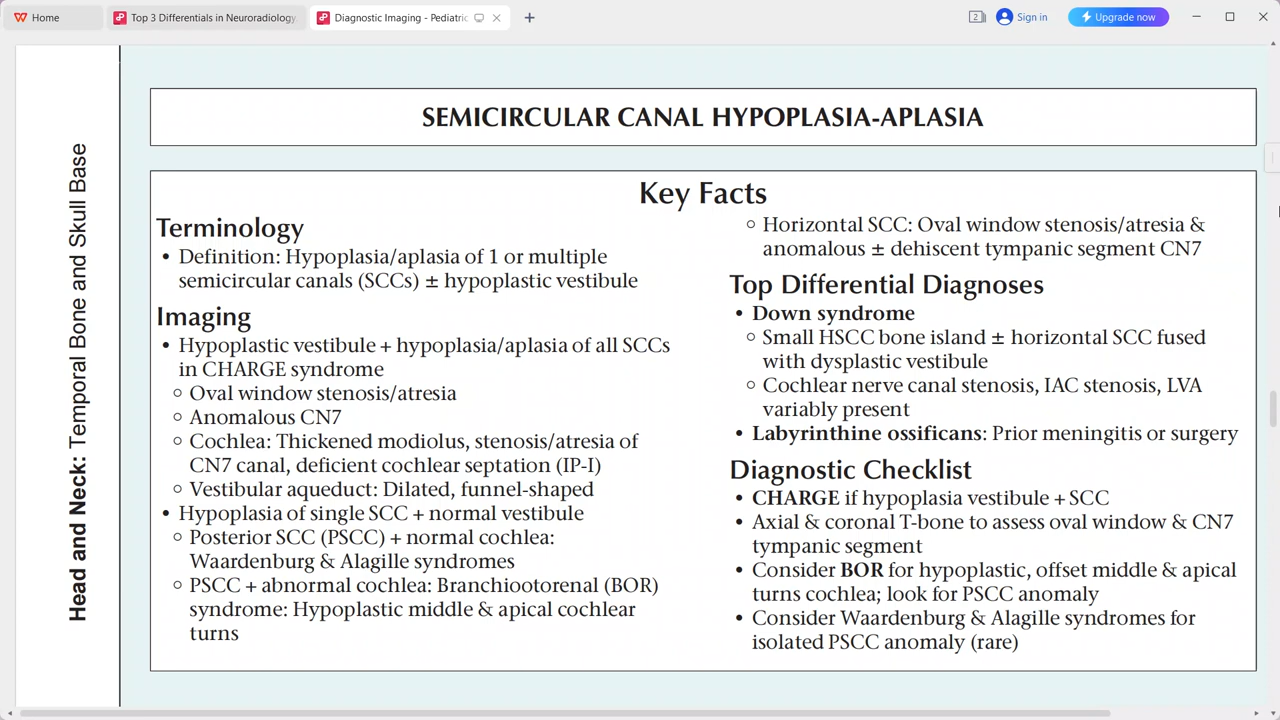 Home
Top 3 Differentials in Neuroradiology.
Diagnostic Imaging - Pediatric
2
Sign in
Upgrade now
Head and Neck: Temporal Bone and Skull Base
SEMICIRCULAR CANAL HYPOPLASIA-APLASIA
Key Facts
Terminology
• Definition: Hypoplasia/aplasia of 1 or multiple
semicircular canals (SCCs) ± hypoplastic vestibule
Imaging
• Hypoplastic vestibule + hypoplasia/aplasia of all SCCs
in CHARGE syndrome
○ Oval window stenosis/atresia
○ Anomalous CN7
○ Cochlea: Thickened modiolus, stenosis/atresia of
CN7 canal, deficient cochlear septation (IP-I)
○ Vestibular aqueduct: Dilated, funnel-shaped
• Hypoplasia of single SCC + normal vestibule
○ Posterior SCC (PSCC) + normal cochlea:
Waardenburg & Alagille syndromes
○ PSCC + abnormal cochlea: Branchiootorenal (BOR)
syndrome: Hypoplastic middle & apical cochlear
turns
○ Horizontal SCC: Oval window stenosis/atresia &
anomalous ± dehiscent tympanic segment CN7
Top Differential Diagnoses
• Down syndrome
○ Small HSCC bone island ± horizontal SCC fused
with dysplastic vestibule
○ Cochlear nerve canal stenosis, IAC stenosis, LVA
variably present
• Labyrinthine ossificans: Prior meningitis or surgery
Diagnostic Checklist
• CHARGE if hypoplasia vestibule + SCC
• Axial & coronal T-bone to assess oval window & CN7
tympanic segment
• Consider BOR for hypoplastic, offset middle & apical
turns cochlea; look for PSCC anomaly
• Consider Waardenburg & Alagille syndromes for
isolated PSCC anomaly (rare)